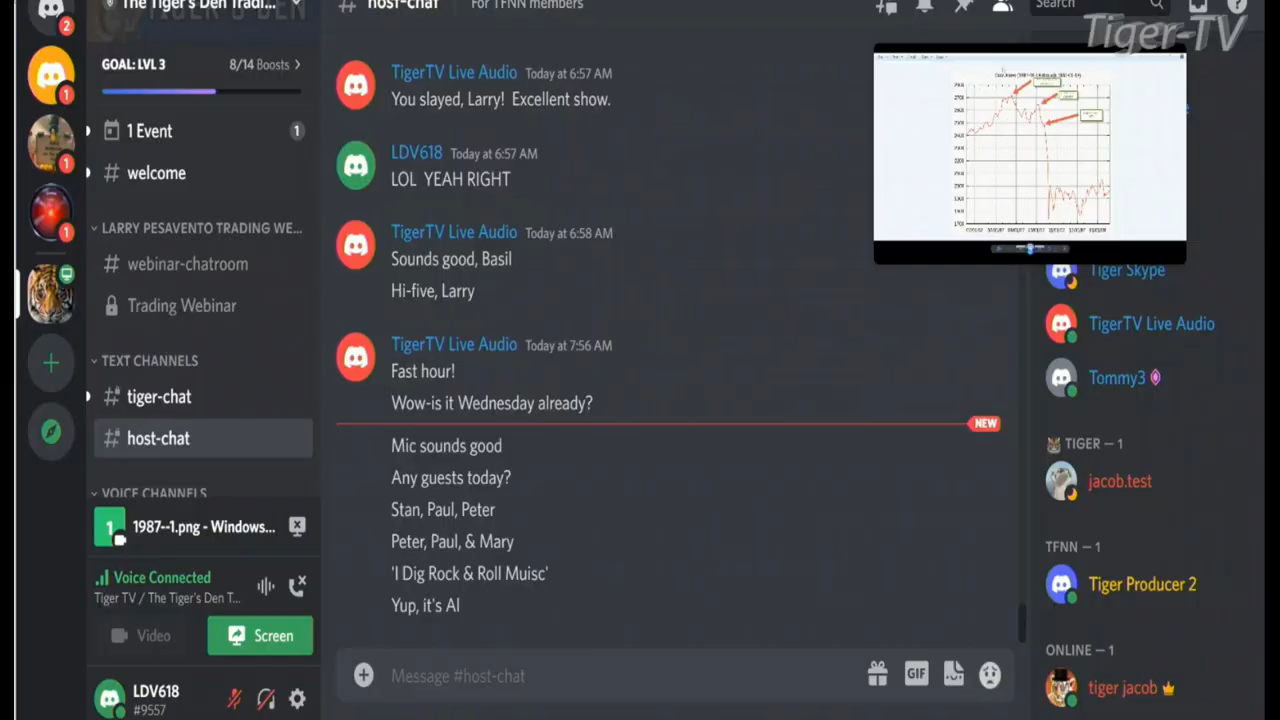 The Tiger's Den Tradi...
host-chat
For TFNN members
Search
Tiger-TV
2
GOAL: LVL 3
8/14 Boosts
1
1 Event
1
1
welcome
1
LARRY PESAVENTO TRADING WE...
webinar-chatroom
Trading Webinar
TEXT CHANNELS
tiger-chat
host-chat
VOICE CHANNELS
1
1987--1.png - Windows...
Voice Connected
Tiger TV / The Tiger's Den T...
Video
Screen
LDV618
#9557
TigerTV Live Audio Today at 6:57 AM
You slayed, Larry! Excellent show.
LDV618 Today at 6:57 AM
LOL YEAH RIGHT
TigerTV Live Audio Today at 6:58 AM
Sounds good, Basil
Hi-five, Larry
TigerTV Live Audio Today at 7:56 AM
Fast hour!
Wow-is it Wednesday already?
NEW
Mic sounds good
Any guests today?
Stan, Paul, Peter
Peter, Paul, & Mary
'I Dig Rock & Roll Muisc'
Yup, it's AI
Message #host-chat
GIF
Tiger Skype
TigerTV Live Audio
Tommy3
TIGER — 1
jacob.test
TFNN — 1
Tiger Producer 2
ONLINE — 1
tiger jacob